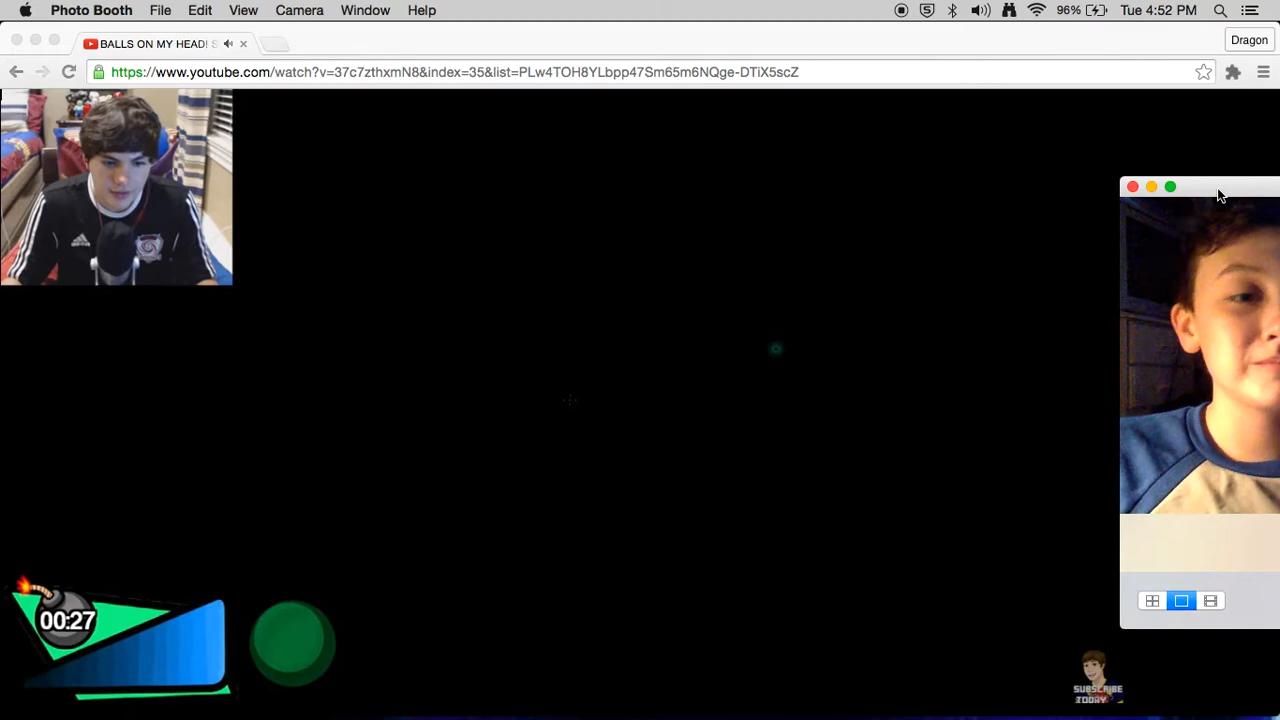 Photo Booth File Edit View Camera Window Help 96% Tue 4:52 PM
BALLS ON MY HEAD! S
Dragon
https://www.youtube.com/watch?v=37c7zthxmN8&index=35&list=PLw4TOH8YLbpp47Sm65m6NQge-DTiX5scZ
00:27
SUBSCRIBE
TODAY